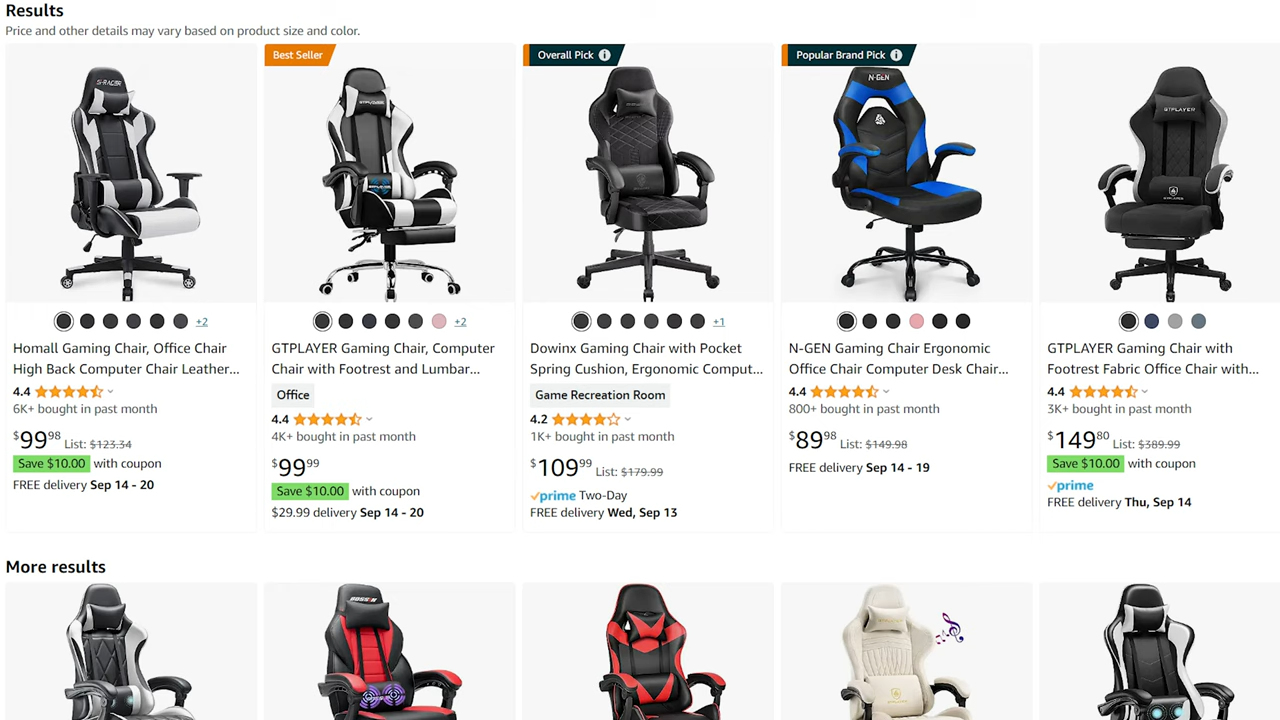 Results
Price and other details may vary based on product size and color.
Best Seller
Overall Pick
Popular Brand Pick
S-RACER
GTPLAYER
N-GEN
GTPLAYER
+2
Homall Gaming Chair, Office Chair
High Back Computer Chair Leather...
4.4
6K+ bought in past month
$99.98 List: $123.34
Save $10.00 with coupon
FREE delivery Sep 14 - 20
+2
GTPLAYER Gaming Chair, Computer
Chair with Footrest and Lumbar...
Office
4.4
4K+ bought in past month
$99.99
Save $10.00 with coupon
$29.99 delivery Sep 14 - 20
+1
Dowinx Gaming Chair with Pocket
Spring Cushion, Ergonomic Comput...
Game Recreation Room
4.2
1K+ bought in past month
$109.99 List: $179.99
prime Two-Day
FREE delivery Wed, Sep 13
N-GEN Gaming Chair Ergonomic
Office Chair Computer Desk Chair...
4.4
800+ bought in past month
$89.98 List: $149.98
FREE delivery Sep 14 - 19
GTPLAYER Gaming Chair with
Footrest Fabric Office Chair with...
4.4
3K+ bought in past month
$149.80 List: $389.99
Save $10.00 with coupon
prime
FREE delivery Thu, Sep 14
More results
BOSSIN